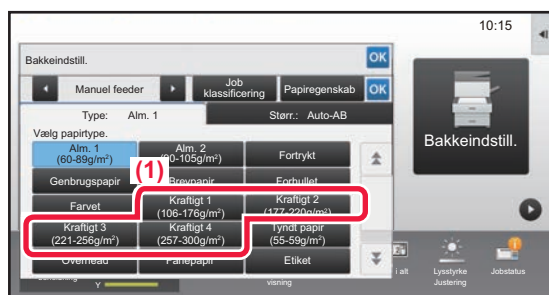 10:15
Bakkeindstill.
OK
Manuel feeder
Job
klassificering
Papiregenskab
OK
Type: Alm. 1
Størr.: Auto-AB
Vælg papirtype.
Alm. 1
(60-89g/m²)
Alm. 2
(90-105g/m²)
Fortrykt
Genbrugspapir
(1)
Brevpapir
Forhullet
Farvet
Kraftigt 1
(106-176g/m²)
Kraftigt 2
(177-220g/m²)
Kraftigt 3
(221-256g/m²)
Kraftigt 4
(257-300g/m²)
Tyndt papir
(55-59g/m²)
Overhead
Fanepapir
Etiket
Bakkeindstill.
i alt
Lysstyrke
Justering
Jobstatus
visning
Y